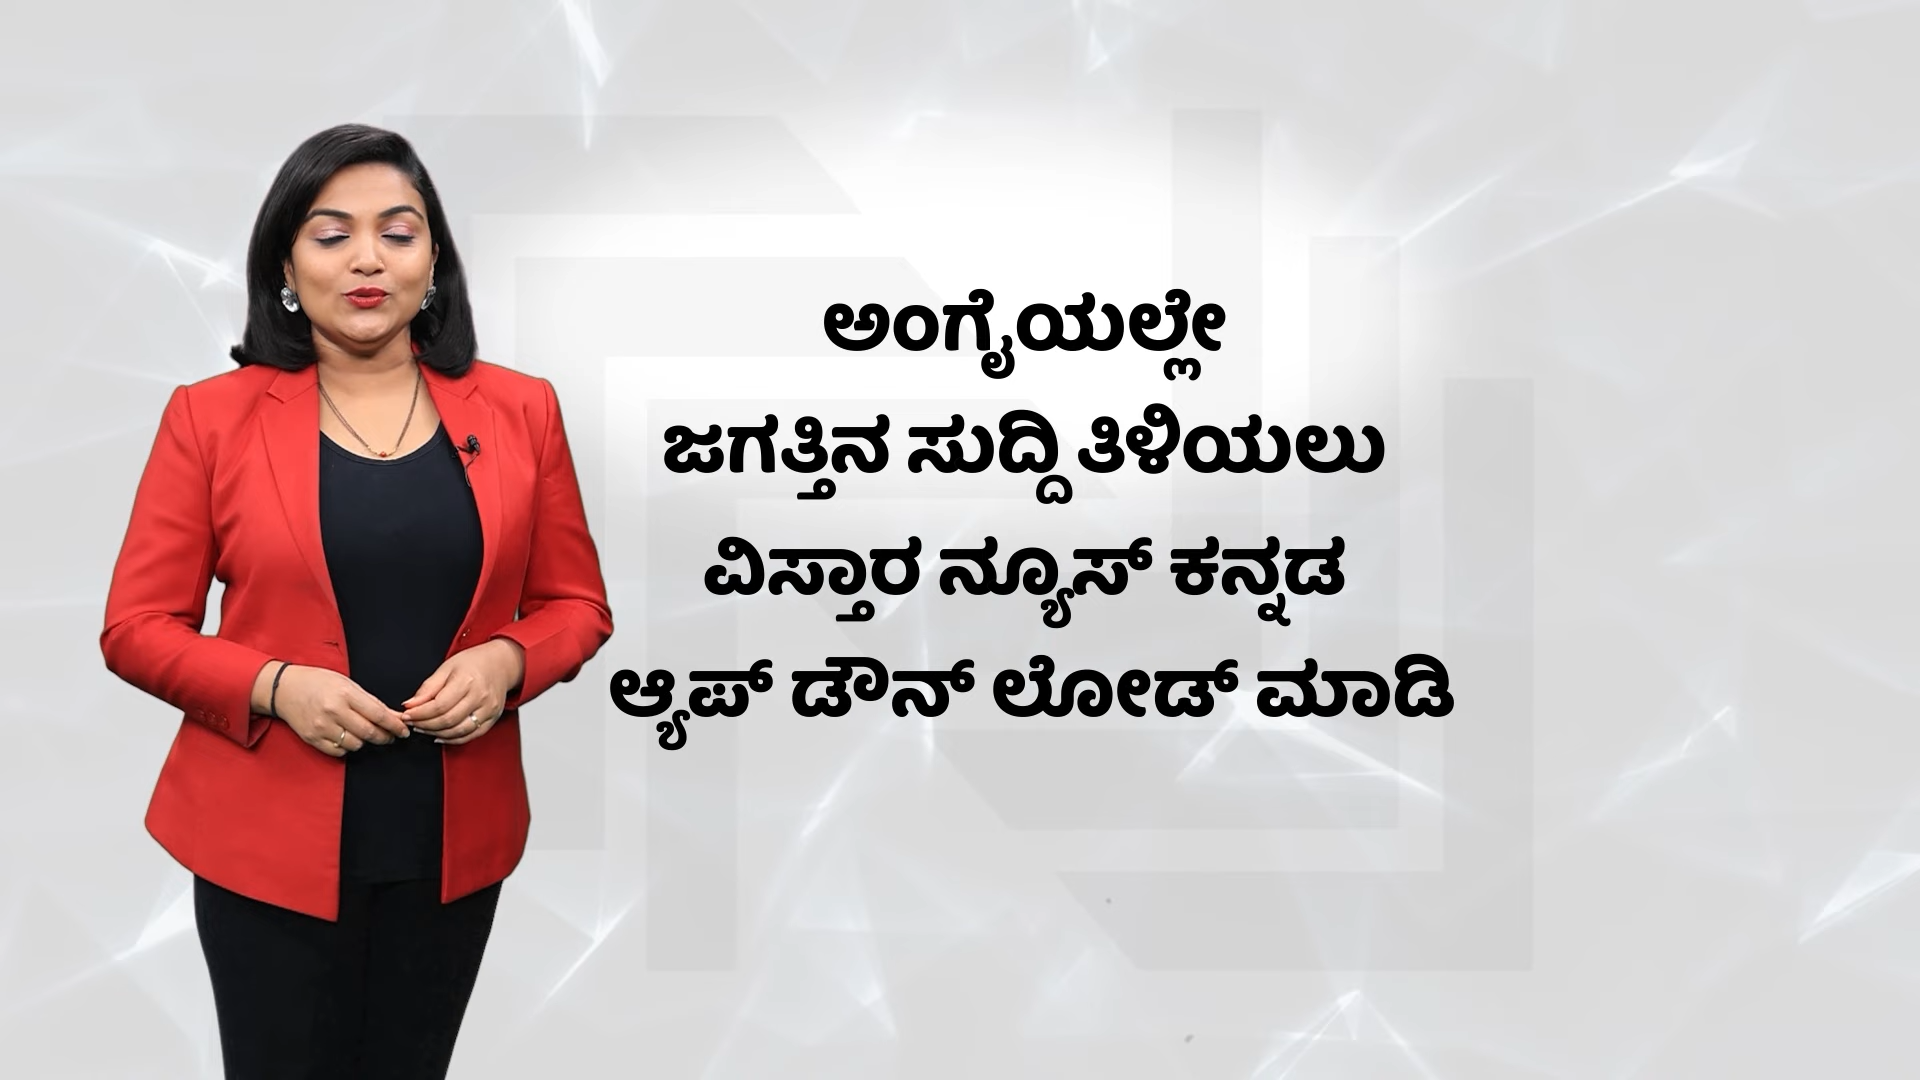 ಅಂಗೈಯಲ್ಲೇ
ಜಗತ್ತಿನ ಸುದ್ದಿ ತಿಳಿಯಲು
ವಿಸ್ತಾರ ನ್ಯೂಸ್ ಕನ್ನಡ
ಆ್ಯಪ್ ಡೌನ್ ಲೋಡ್ ಮಾಡಿ